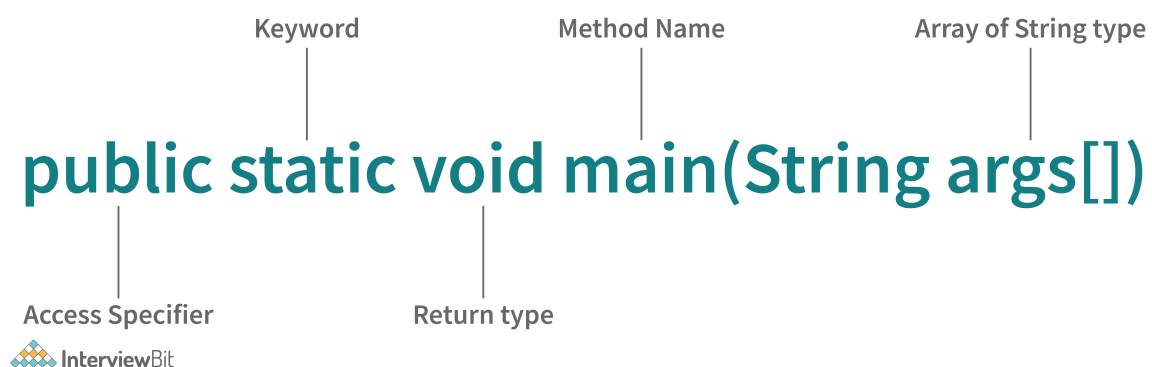 Keyword Method Name Array of String type
public static void main(String args[])
Access Specifier Return type
InterviewBit